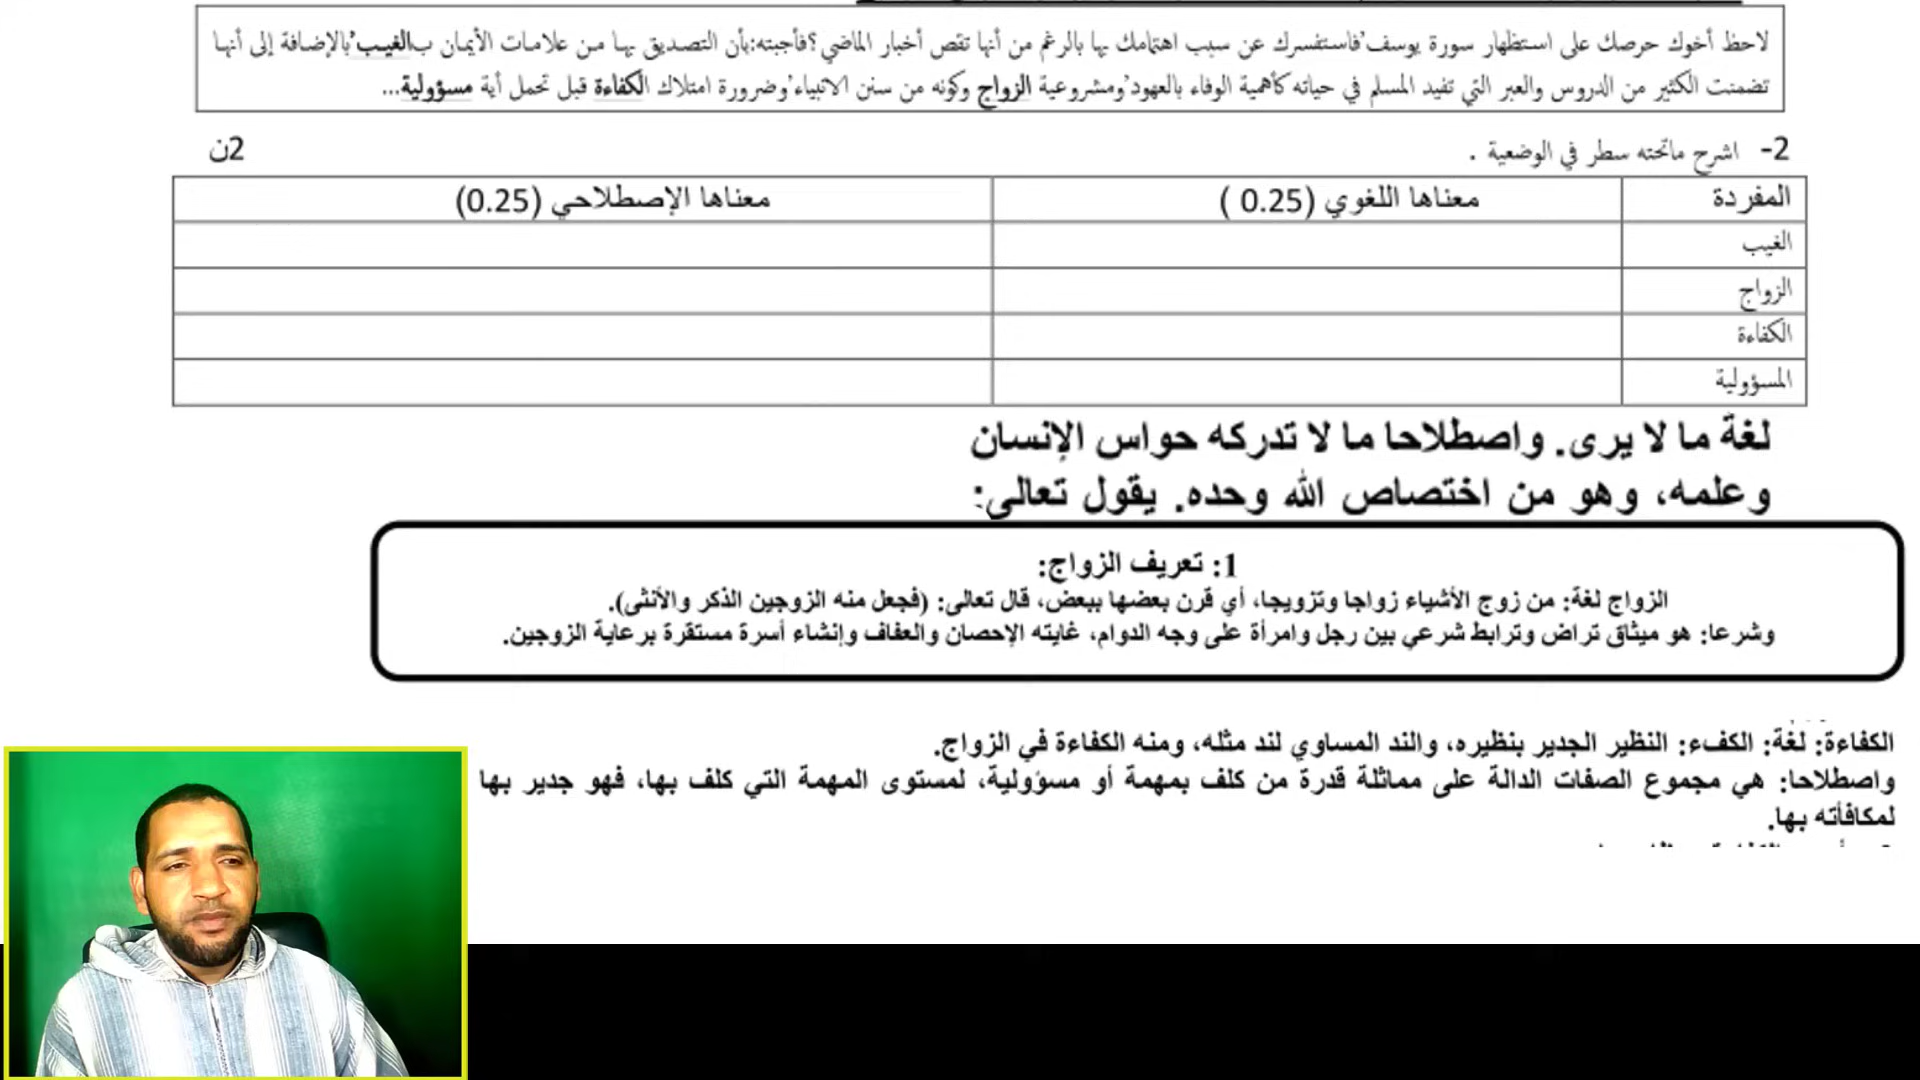 لاحظ أخوك حرصك على استظهار سورة يوسف'فاستفسرك عن سبب اهتمامك بها بالرغم من أنها تقص أخبار الماضي؟فأجبته:بأن التصديق بها من علامات الأيمان ب‍الغيب'بالإضافة إلى أنها
تضمنت الكثير من الدروس والعبر التي تفيد المسلم في حياته كأهمية الوفاء بالعهود'ومشروعية الزواج وكونه من سنن الانبياء'وضرورة امتلاك الكفاءة قبل تحمل أية مسؤولية...
2- اشرح ماتحته سطر في الوضعية . 2ن
المفردة معناها اللغوي (0.25 ) معناها الإصطلاحي (0.25)
الغيب
الزواج
الكفاءة
المسؤولية
لغة ما لا يرى. واصطلاحا ما لا تدركه حواس الإنسان
وعلمه، وهو من اختصاص الله وحده. يقول تعالى:
1: تعريف الزواج:
الزواج لغة: من زوج الأشياء زواجا وتزويجا، أي قرن بعضها ببعض، قال تعالى: (فجعل منه الزوجين الذكر والأنثى).
وشرعا: هو ميثاق تراض وترابط شرعي بين رجل وامرأة على وجه الدوام، غايته الإحصان والعفاف وإنشاء أسرة مستقرة برعاية الزوجين.
الكفاءة: لغة: الكفء: النظير الجدير بنظيره، والند المساوي لند مثله، ومنه الكفاءة في الزواج.
واصطلاحا: هي مجموع الصفات الدالة على مماثلة قدرة من كلف بمهمة أو مسؤولية، لمستوى المهمة التي كلف بها، فهو جدير بها
لمكافأته بها.